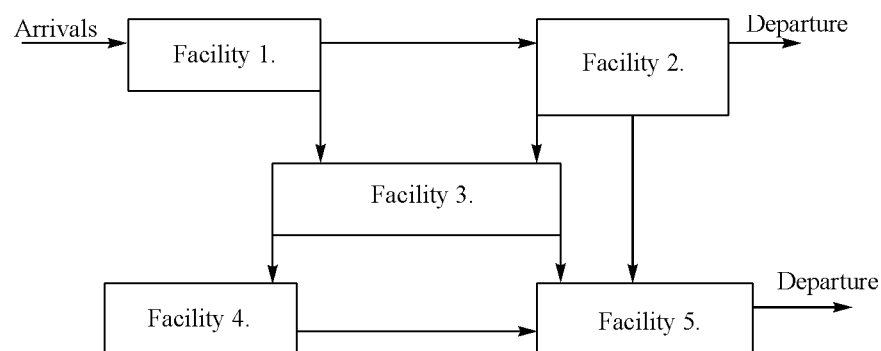 Arrivals
Departure
Facility 1.
Facility 2.
Facility 3.
Departure
Facility 4.
Facility 5.